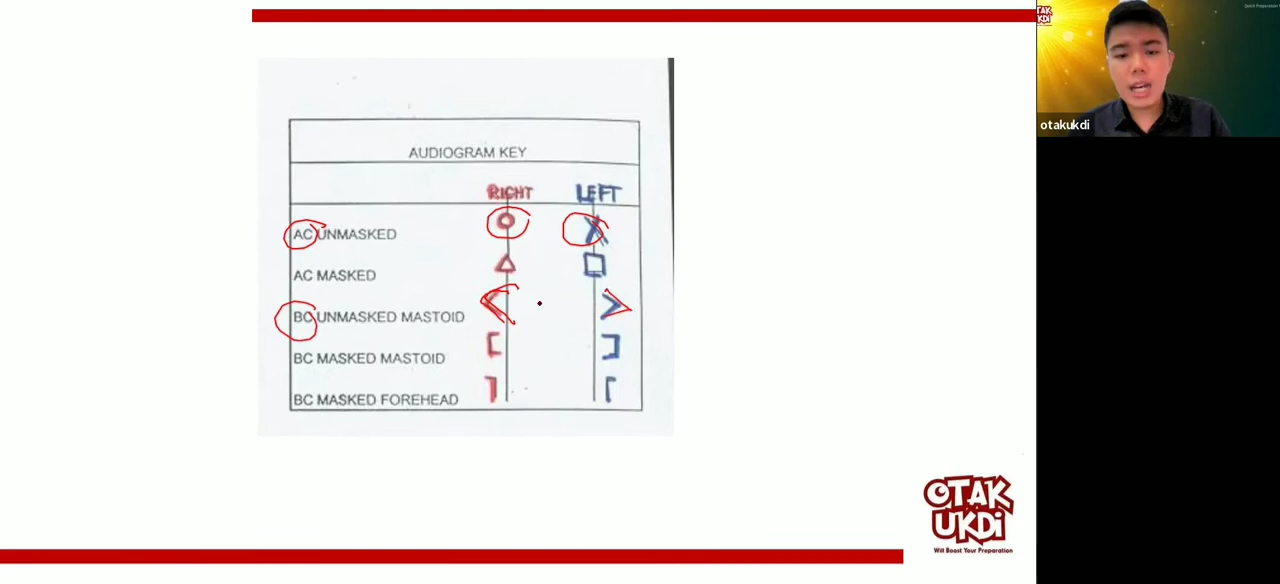 AUDIOGRAM KEY
RIGHT LEFT
AC UNMASKED
AC MASKED
BC UNMASKED MASTOID
BC MASKED MASTOID
BC MASKED FOREHEAD
OTAK
UKDI
Will Boost Your Preparation
otakukdi